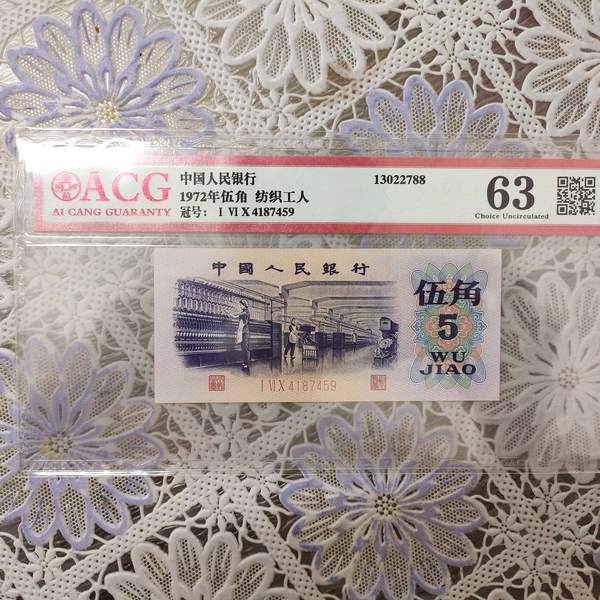 ACG
AI CANG GUARANTY
中国人民银行
1972年伍角 纺织工人
冠号: I VI X 4187459
13022788
63
Choice Uncirculated
中國人民銀行
伍角
5
WU
JIAO
I VI X 4187459